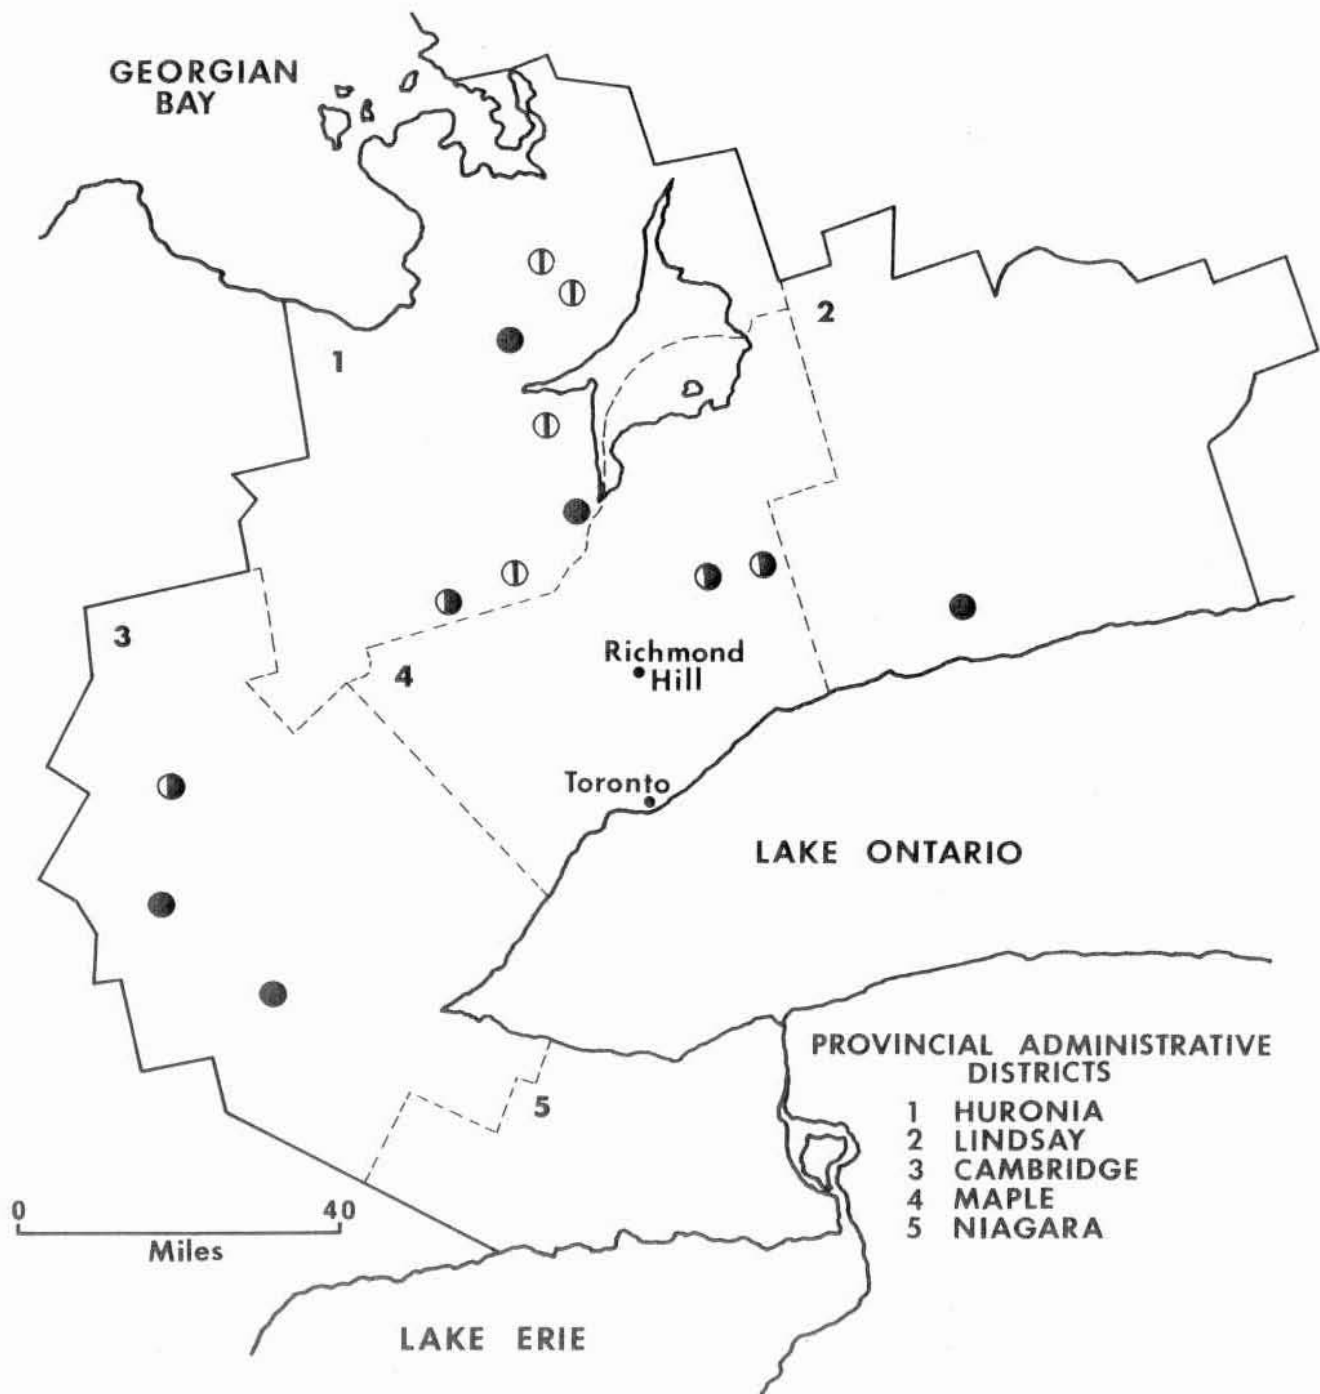 GEORGIAN
BAY
1
2
3
4
Richmond
Hill
Toronto
LAKE ONTARIO
5
PROVINCIAL ADMINISTRATIVE
DISTRICTS
1 HURONIA
2 LINDSAY
3 CAMBRIDGE
4 MAPLE
5 NIAGARA
0 40
Miles
LAKE ERIE